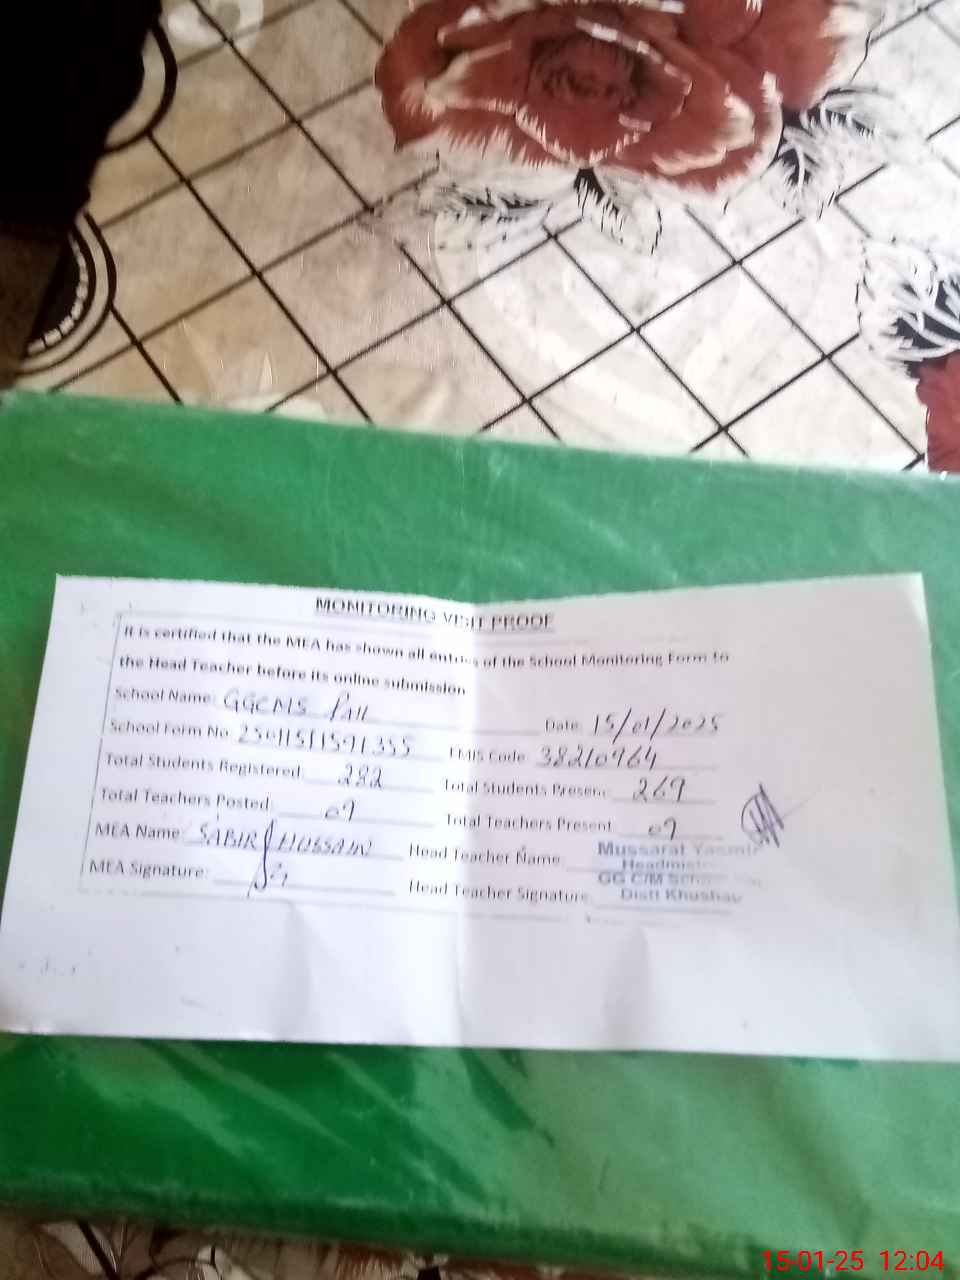 MONITORING VISIT PROOF
It is certified that the MEA has shown all entries of the School Monitoring Form to
the Head Teacher before its online submission
School Name: GGCMS Pail Date: 15/01/2025
School Form No. EMIS Code: 38210964
Total Students Registered: 282 Total Students Present: 269
Total Teachers Posted: 09 Total Teachers Present 09
MEA Name: SABIR HUSSAIN Head Teacher Name: Mussarat Yasmin
MEA Signature: Head Teacher Signature
GG C/M
Distt Khushab
15-01-25 12:04